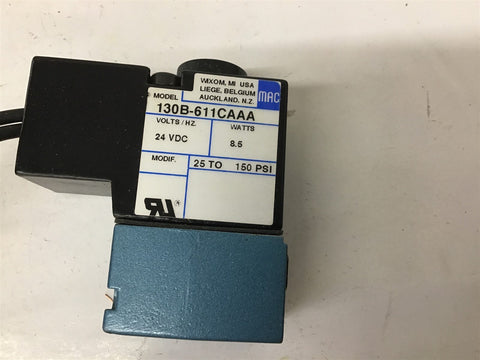 WIXOM, MI USA
LIEGE, BELGIUM
AUCKLAND, N.Z.
MAC
MODEL
130B-611CAAA
VOLTS / HZ. WATTS
24 VDC 8.5
MODIF. 25 TO 150 PSI